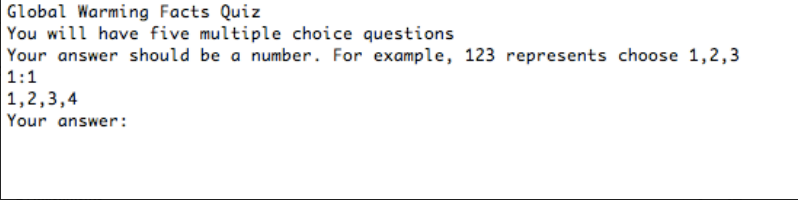 Global Warming Facts Quiz
You will have five multiple choice questions
Your answer should be a number. For example, 123 represents choose 1,2,3
1:1
1,2,3,4
Your answer: